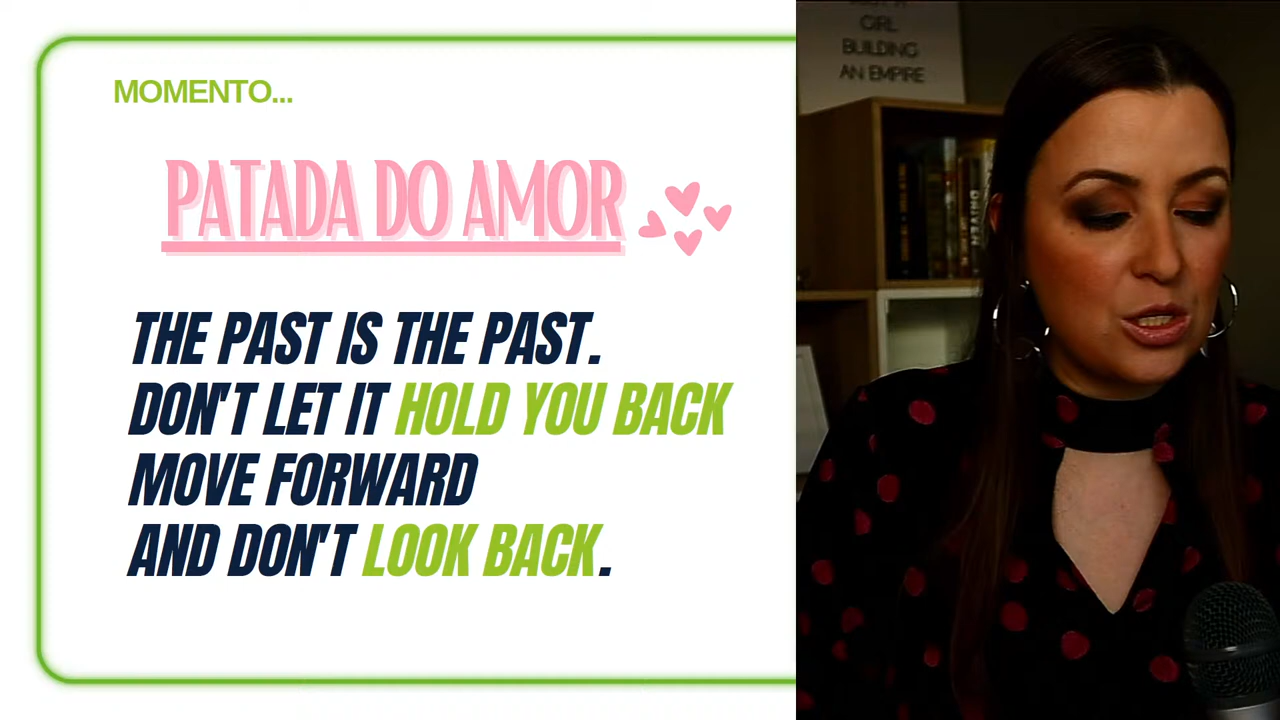 MOMENTO...
PATADA DO AMOR
THE PAST IS THE PAST.
DON'T LET IT HOLD YOU BACK
MOVE FORWARD
AND DON'T LOOK BACK.
GIRL
BUILDING
AN EMPIRE
DRIVEN